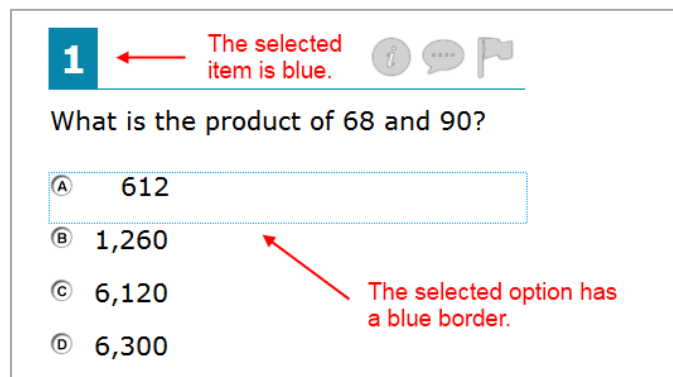 1
The selected
item is blue.
What is the product of 68 and 90?
A 612
B 1,260
C 6,120
D 6,300
The selected option has
a blue border.